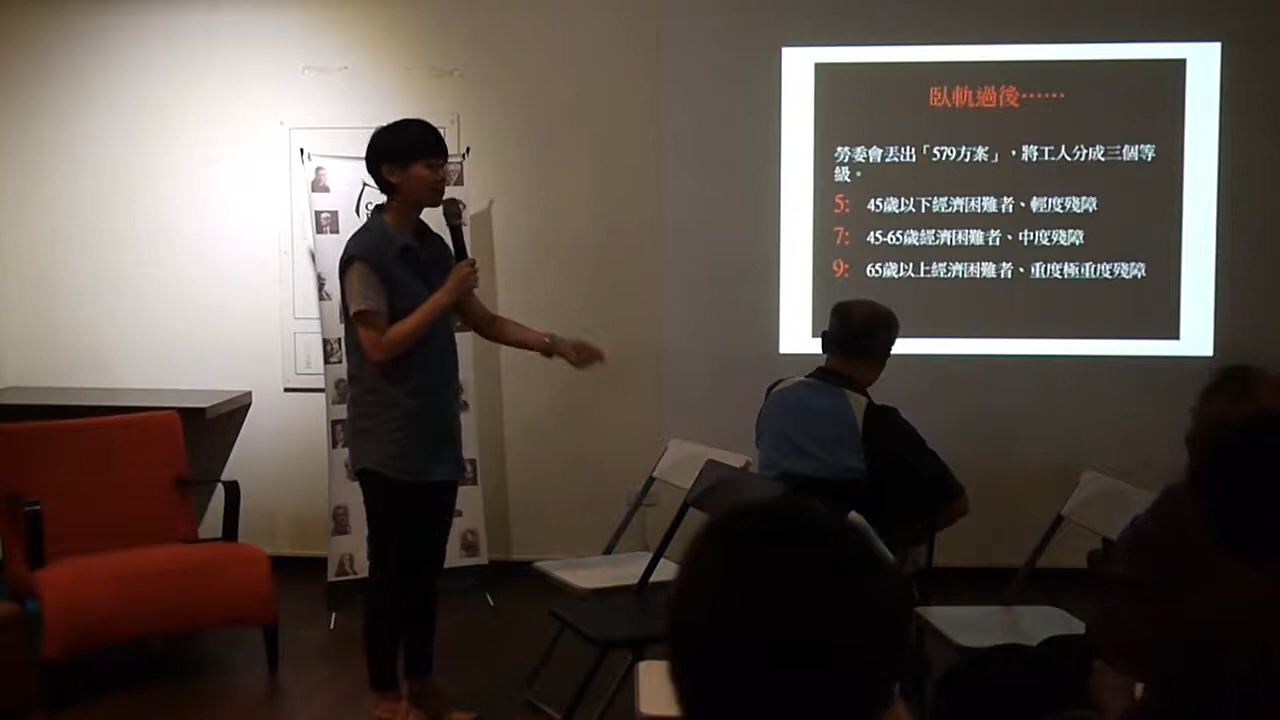 臥軌過後……
勞委會丟出「579方案」，將工人分成三個等
級。
5: 45歲以下經濟困難者、輕度殘障
7: 45-65歲經濟困難者、中度殘障
9: 65歲以上經濟困難者、重度極重度殘障